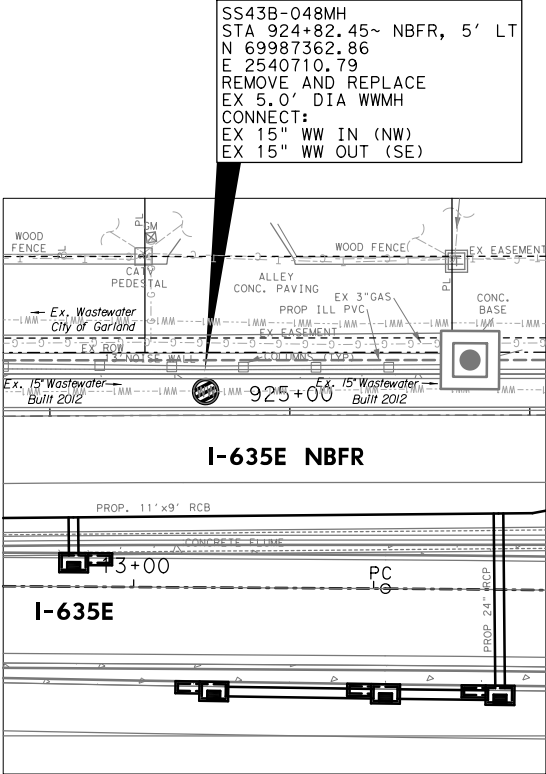 SS43B-048MH
STA 924+82.45~ NBFR, 5' LT
N 69987362.86
E 2540710.79
REMOVE AND REPLACE
EX 5.0' DIA WWMH
CONNECT:
EX 15" WW IN (NW)
EX 15" WW OUT (SE)
PL
GM
WOOD
FENCE
CATV
PEDESTAL
ALLEY
CONC. PAVING
WOOD FENCE
EX EASEMENT
PL
EX 3"GAS
PROP ILL PVC
CONC.
BASE
Ex. Wastewater
City of Garland
EX EASEMENT
EX ROW
NOISE WALL
COLUMNS (TYP)
Ex. 15" Wastewater
Built 2012
925+00
Ex. 15" Wastewater
Built 2012
I-635E NBFR
PROP. 11'x9' RCB
CONCRETE FLUME
13+00
PC
I-635E
PROP 24" RCP